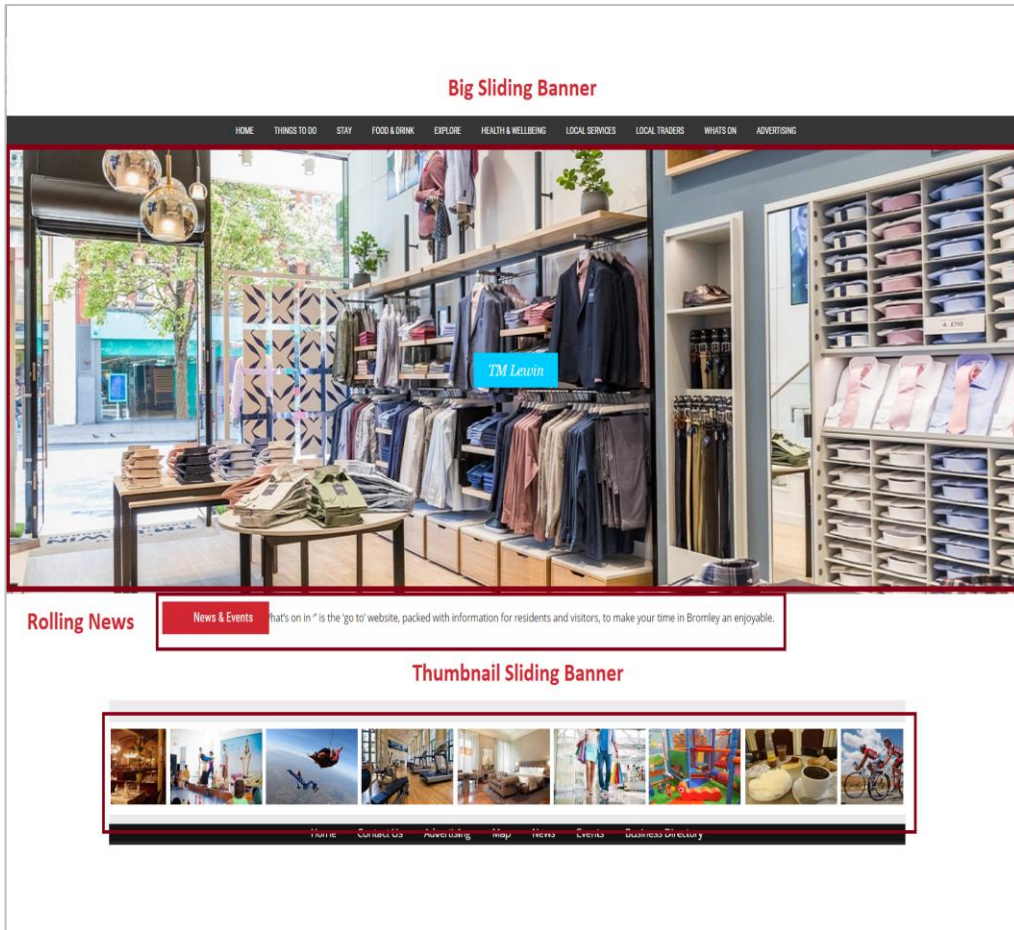 Big Sliding Banner
HOME THINGS TO DO STAY FOOD & DRINK EXPLORE HEALTH & WELLBEING LOCAL SERVICES LOCAL TRADERS WHATS ON ADVERTISING
TM Lewin
Rolling News
News & Events hat's on in -" is the 'go to' website, packed with information for residents and visitors, to make your time in Bromley an enjoyable.
Thumbnail Sliding Banner
Home Contact Us Advertising Map News Events Business Directory